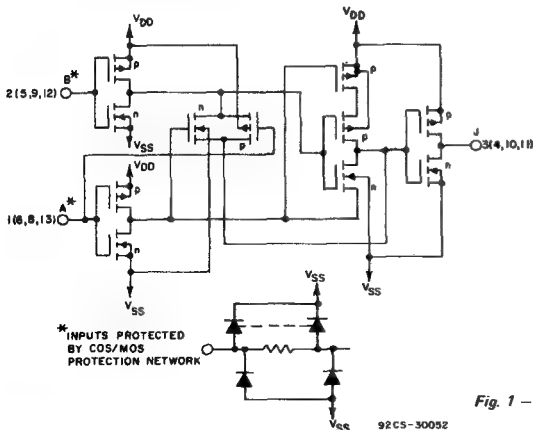 VDD
VDD
B*
p
p
2(5,9,12)
n
n
p
p
J
3(4,10,11)
VSS
VDD
A*
p
n
n
1(6,8,13)
n
VSS
VSS
VSS
*INPUTS PROTECTED
BY COS/MOS
PROTECTION NETWORK
VSS
92CS-30052
Fig. 1 –